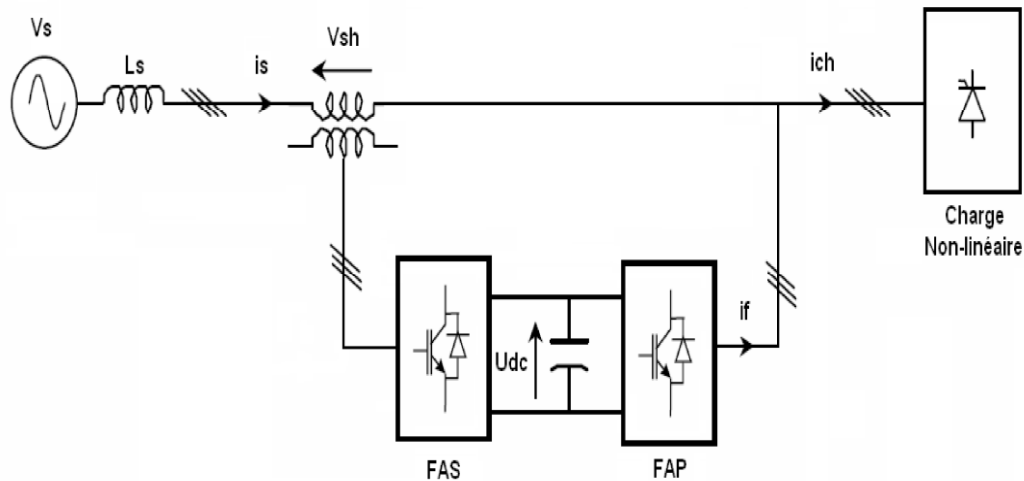 Vs
Ls
is
Vsh
ich
Charge
Non-linéaire
Udc
if
FAS
FAP